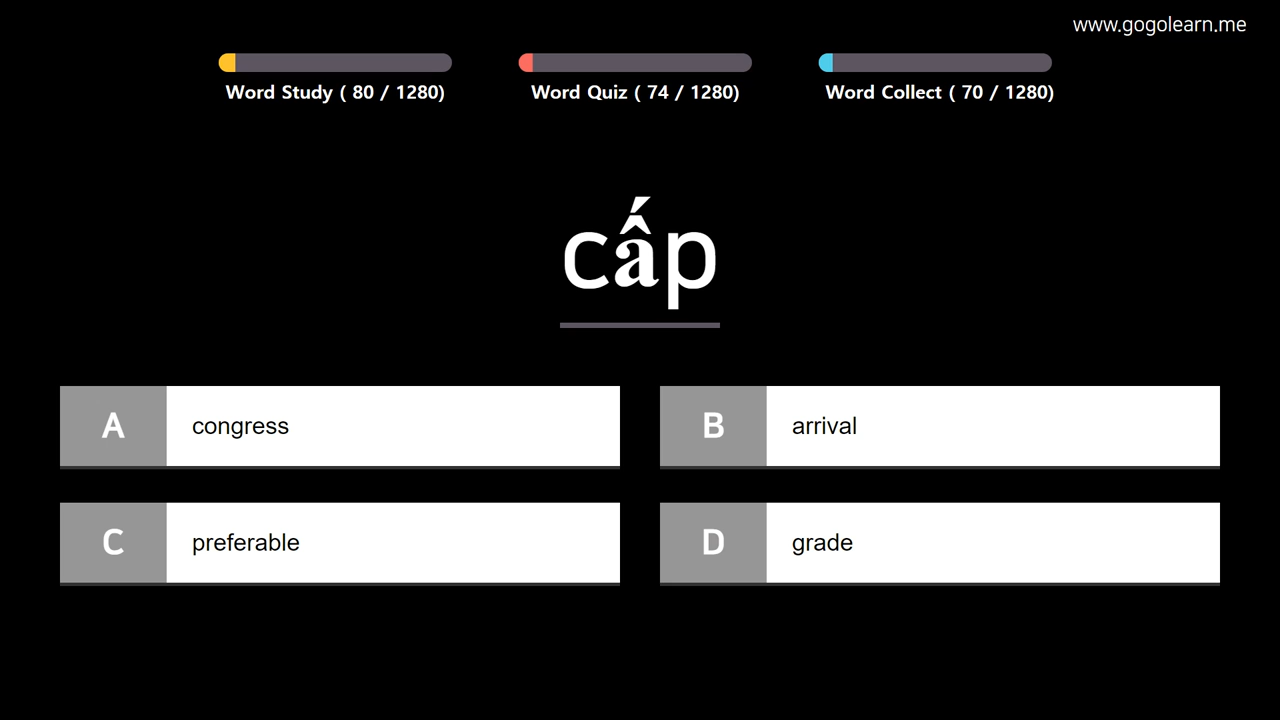 www.gogolearn.me
Word Study ( 80 / 1280)
Word Quiz ( 74 / 1280)
Word Collect ( 70 / 1280)
cấp
A congress
B arrival
C preferable
D grade